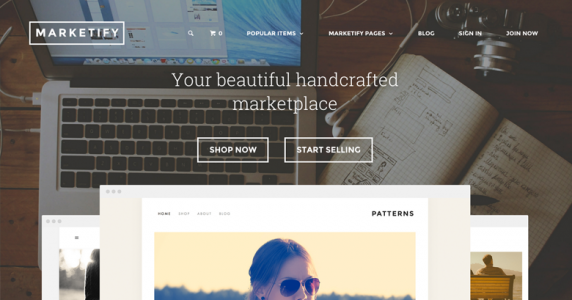 MARKETIFY
0
POPULAR ITEMS
MARKETIFY PAGES
BLOG
SIGN IN
JOIN NOW
Your beautiful handcrafted
marketplace
SHOP NOW
START SELLING
HOME
SHOP
ABOUT
PATTERNS